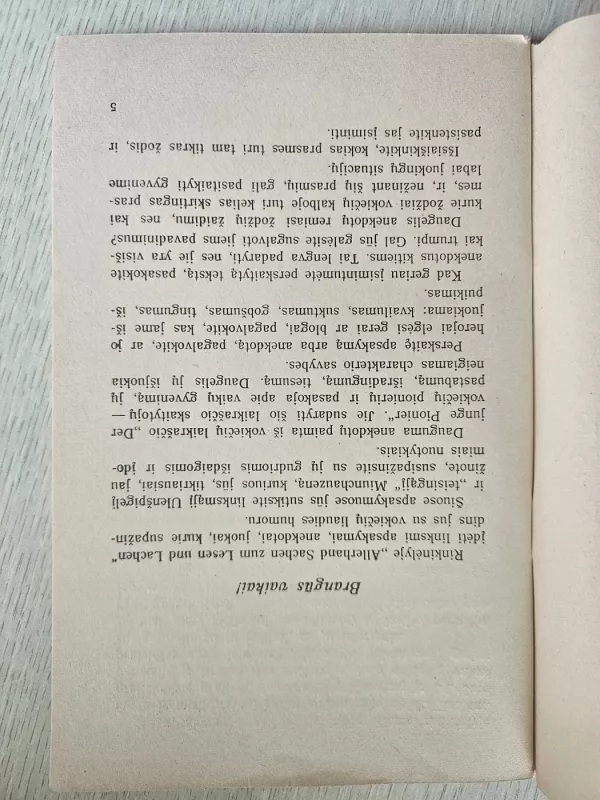 Brangūs vaikai!
Rinkinėlyje „Allerhand Sachen zum Lesen und Lachen“
įdėti linksmi apsakymai, anekdotai, juokai, kurie supažin-
dins jus su vokiečių liaudies humoru.
Šiuose apsakymuose jūs sutiksite linksmąjį Ulenšpigelį
ir „teisingąjį“ Miunchauzeną, kuriuos jūs, tikriausiai, jau
žinote, susipažinsite su jų gudriomis išdaigomis ir įdo-
miais nuotykiais.
Dauguma anekdotų paimta iš vokiečių laikraščio „Der
junge Pionier“. Jie sudaryti šio laikraščio skaitytojų —
vokiečių pionierių ir pasakoja apie vaikų gyvenimą, jų
pastabumą, išradingumą, tiesumą. Daugelis jų išjuokia
neigiamas charakterio savybes.
Perskaitę apsakymą arba anekdotą, pagalvokite, ar jo
herojai elgėsi gerai ar blogai, pagalvokite, kas jame iš-
juokiama: kvailumas, suktumas, gobšumas, tingumas, iš-
puikimas.
Kad geriau įsimintumėte perskaitytą tekstą, pasakokite
anekdotus kitiems. Tai lengva padaryti, nes jie yra visiš-
kai trumpi. Gal jūs galėsite sugalvoti jiems pavadinimus?
Daugelis anekdotų remiasi žodžių žaidimu, nes kai
kurie žodžiai vokiečių kalboje turi kelias skirtingas pras-
mes, ir, nežinant šių prasmių, gali pasitaikyti gyvenime
labai juokingų situacijų.
Išsiaiškinkite, kokias prasmes turi tam tikras žodis, ir
pasistenkite jas įsiminti.
5